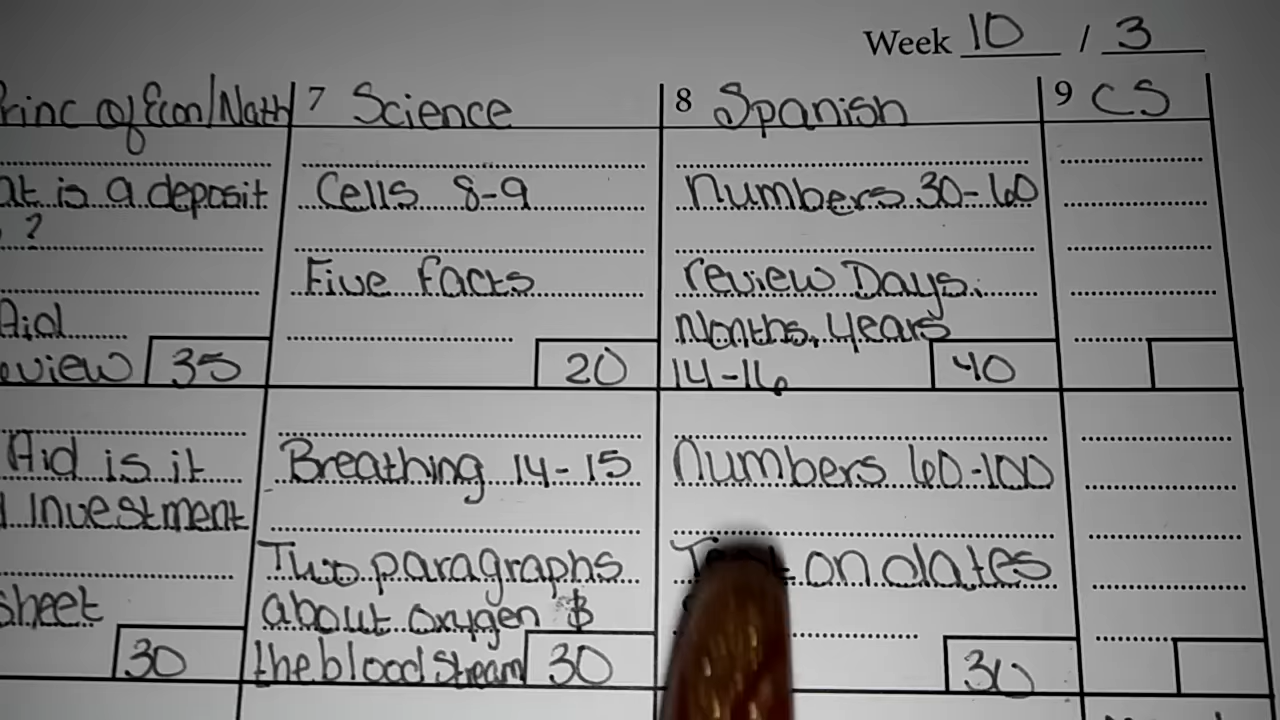 Week 10 / 3
Princ of Econ/Math
7 Science
8 Spanish
9 CS
at is a deposit
?
Aid
view 35
Cells 8-9
Five facts
20
Numbers 30-60
review Days,
Months, Years
14-16 40
Aid is it
Investment
sheet
30
Breathing 14-15
Two paragraphs
about oxygen &
the blood stream 30
Numbers 60-100
on dates
30